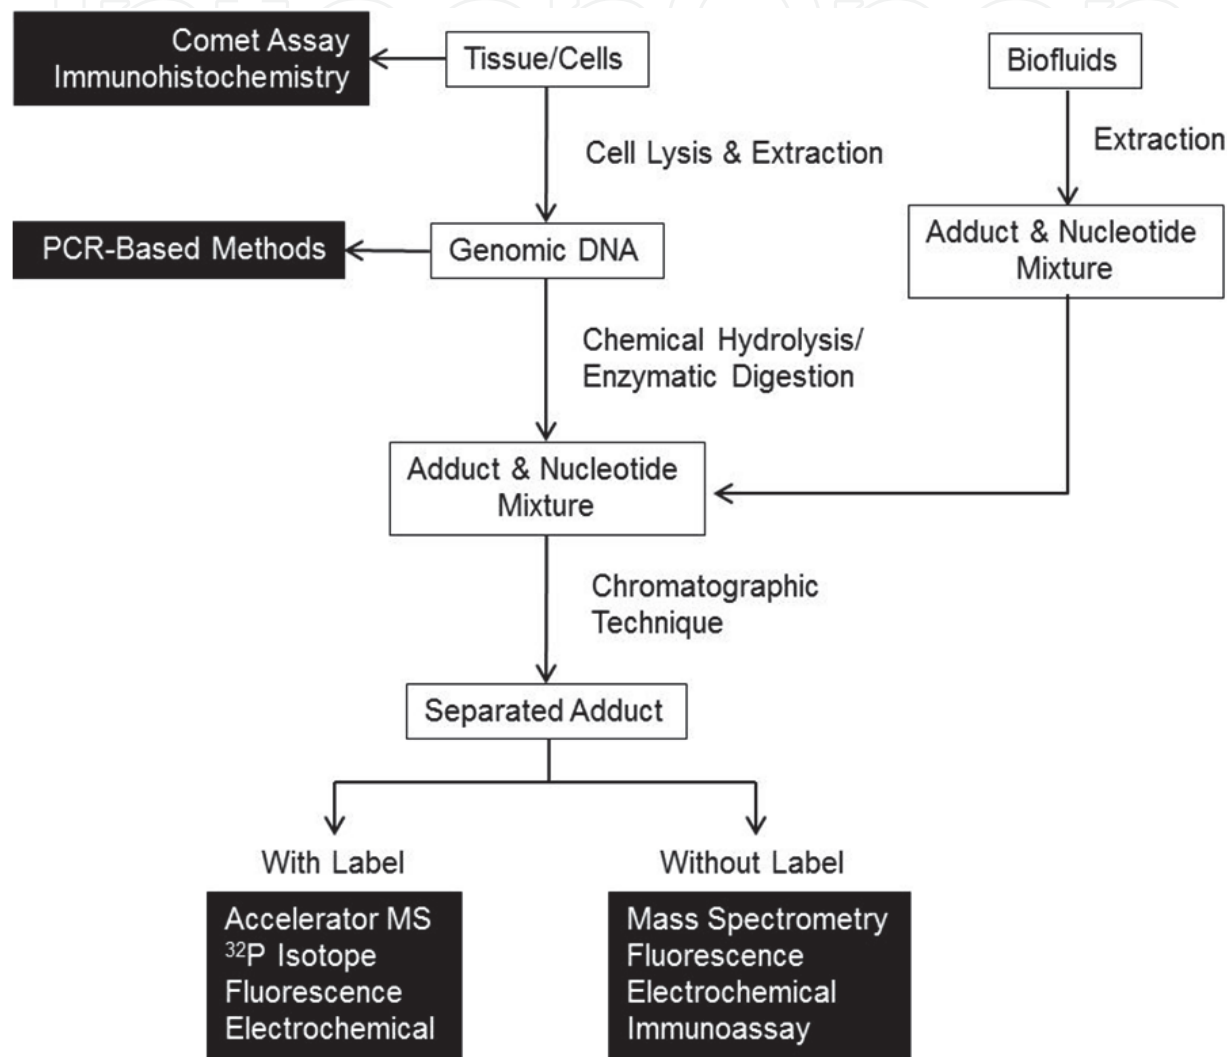 Comet Assay
Immunohistochemistry
Tissue/Cells
Biofluids
Cell Lysis & Extraction
Extraction
PCR-Based Methods
Genomic DNA
Adduct & Nucleotide
Mixture
Chemical Hydrolysis/
Enzymatic Digestion
Adduct & Nucleotide
Mixture
Chromatographic
Technique
Separated Adduct
With Label
Without Label
Accelerator MS
³²P Isotope
Fluorescence
Electrochemical
Mass Spectrometry
Fluorescence
Electrochemical
Immunoassay